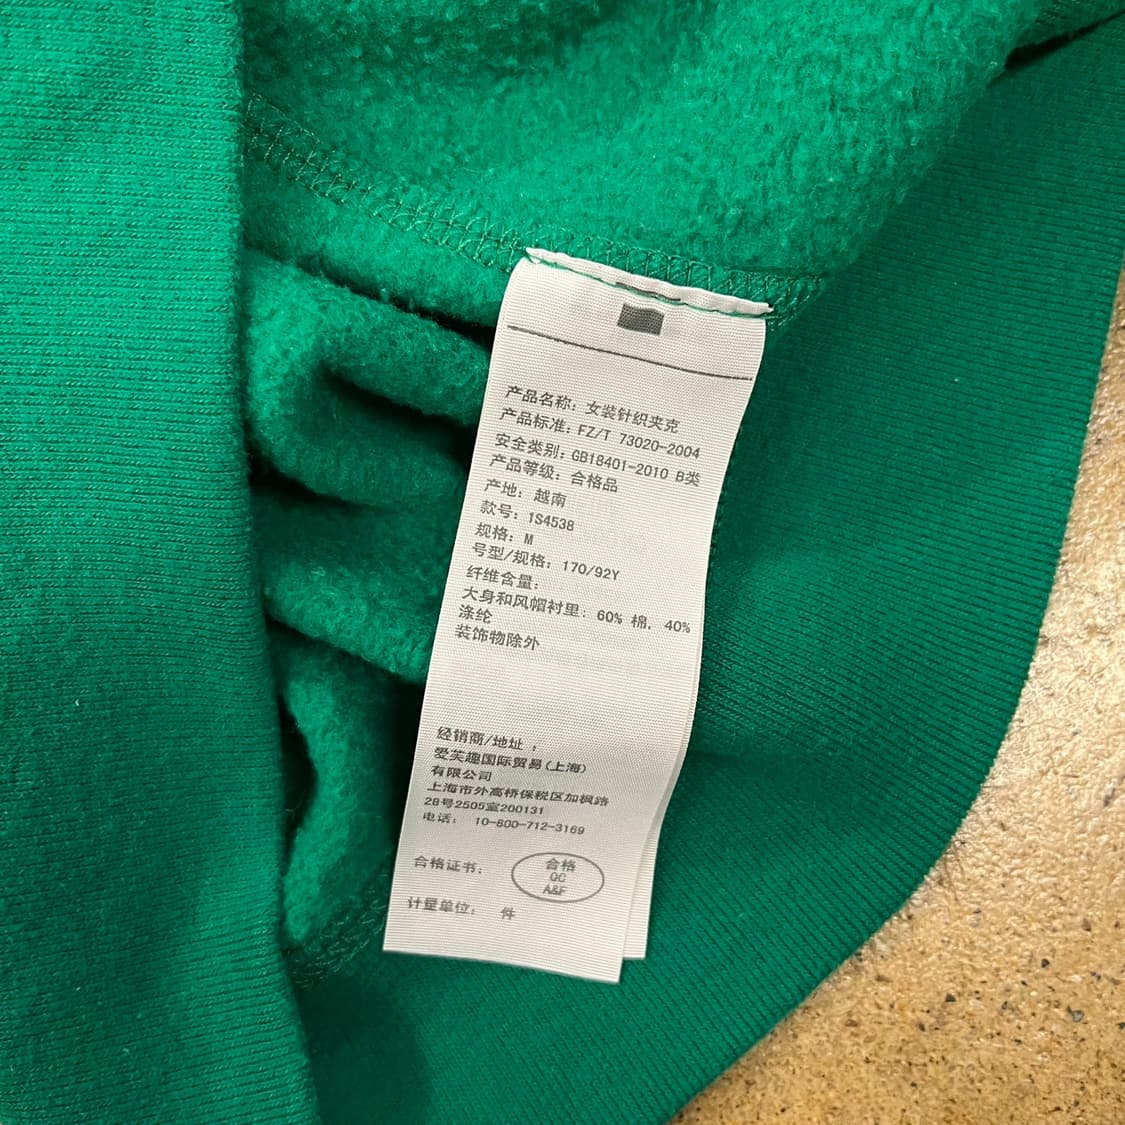 产品名称：女装针织夹克
产品标准：FZ/T 73020-2004
安全类别：GB18401-2010 B类
产品等级：合格品
产地：越南
款号：1S4538
规格：M
号型/规格：170/92Y
纤维含量：
大身和风帽衬里：60% 棉，40%
涤纶
装饰物除外
经销商/地址：
爱芙趣国际贸易(上海)
有限公司
上海市外高桥保税区加枫路
28号2505室200131
电话： 10-800-712-3169
合格证书：
合格
QC
A&F
计量单位： 件